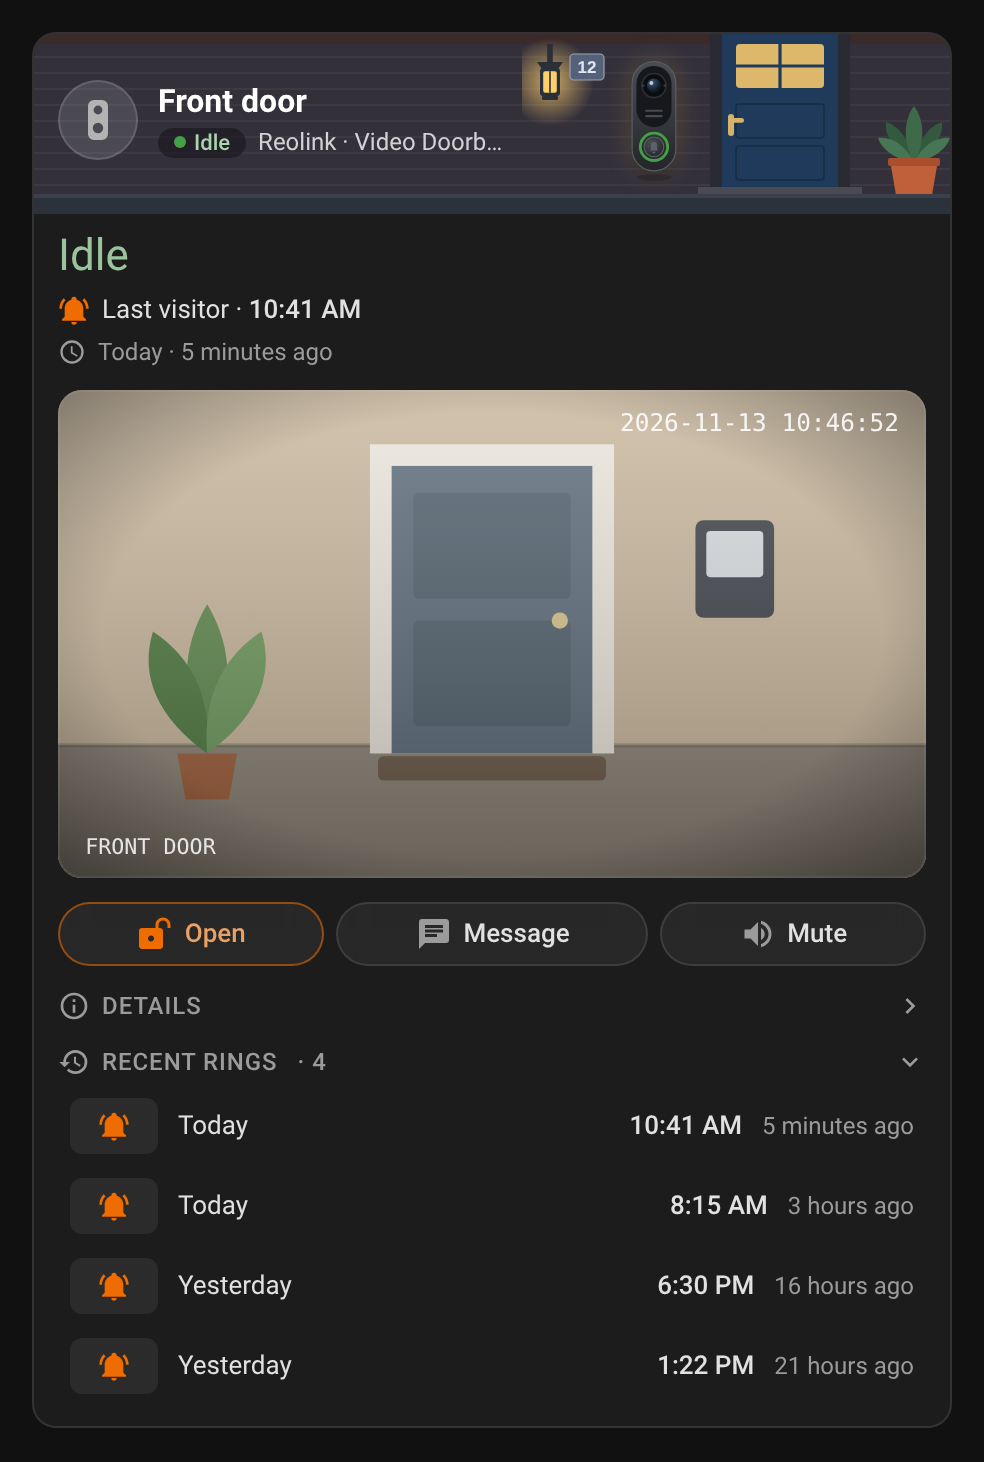 12
Front door
Idle Reolink · Video Doorb…
Idle
Last visitor · 10:41 AM
Today · 5 minutes ago
2026-11-13 10:46:52
FRONT DOOR
Open Message Mute
DETAILS
RECENT RINGS · 4
Today 10:41 AM 5 minutes ago
Today 8:15 AM 3 hours ago
Yesterday 6:30 PM 16 hours ago
Yesterday 1:22 PM 21 hours ago